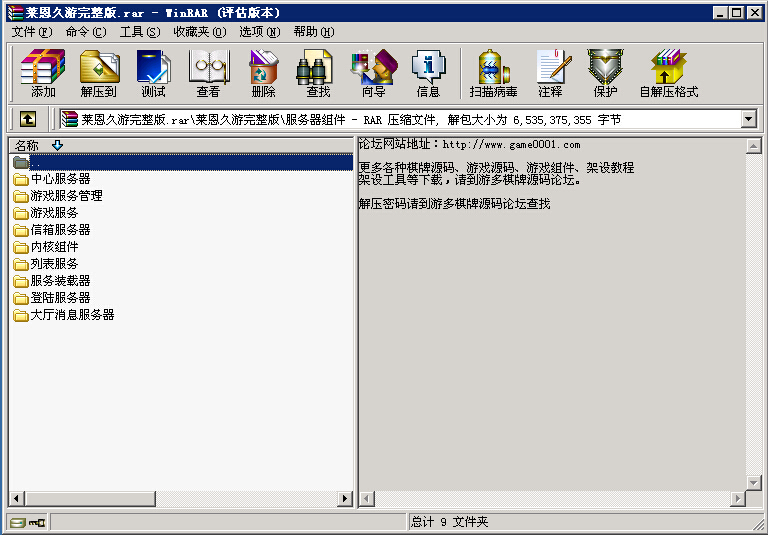 莱恩久游完整版.rar - WinRAR (评估版本)
文件(F) 命令(C) 工具(S) 收藏夹(O) 选项(N) 帮助(H)
添加 解压到 测试 查看 删除 查找 向导 信息 扫描病毒 注释 保护 自解压格式
莱恩久游完整版.rar\莱恩久游完整版\服务器组件 - RAR 压缩文件, 解包大小为 6,535,375,355 字节
名称
..
中心服务器
游戏服务管理
游戏服务
信箱服务器
内核组件
列表服务
服务装载器
登陆服务器
大厅消息服务器
论坛网站地址：http://www.game0001.com
更多各种棋牌源码、游戏源码、游戏组件、架设教程
架设工具等下载，请到游多棋牌源码论坛。
解压密码请到游多棋牌源码论坛查找
总计 9 文件夹